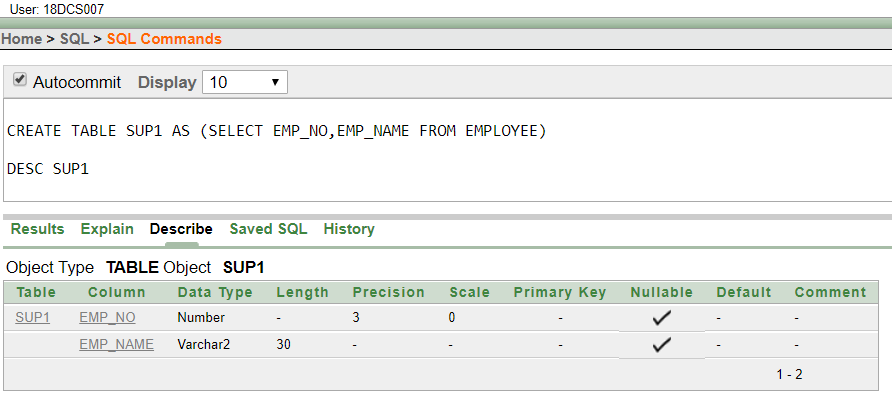 User: 18DCS007
Home > SQL > SQL Commands
Autocommit Display 10
CREATE TABLE SUP1 AS (SELECT EMP_NO,EMP_NAME FROM EMPLOYEE)
DESC SUP1
Results Explain Describe Saved SQL History
Object Type TABLE Object SUP1
Table Column Data Type Length Precision Scale Primary Key Nullable Default Comment
SUP1 EMP_NO Number - 3 0 - - -
EMP_NAME Varchar2 30 - - - - -
1 - 2